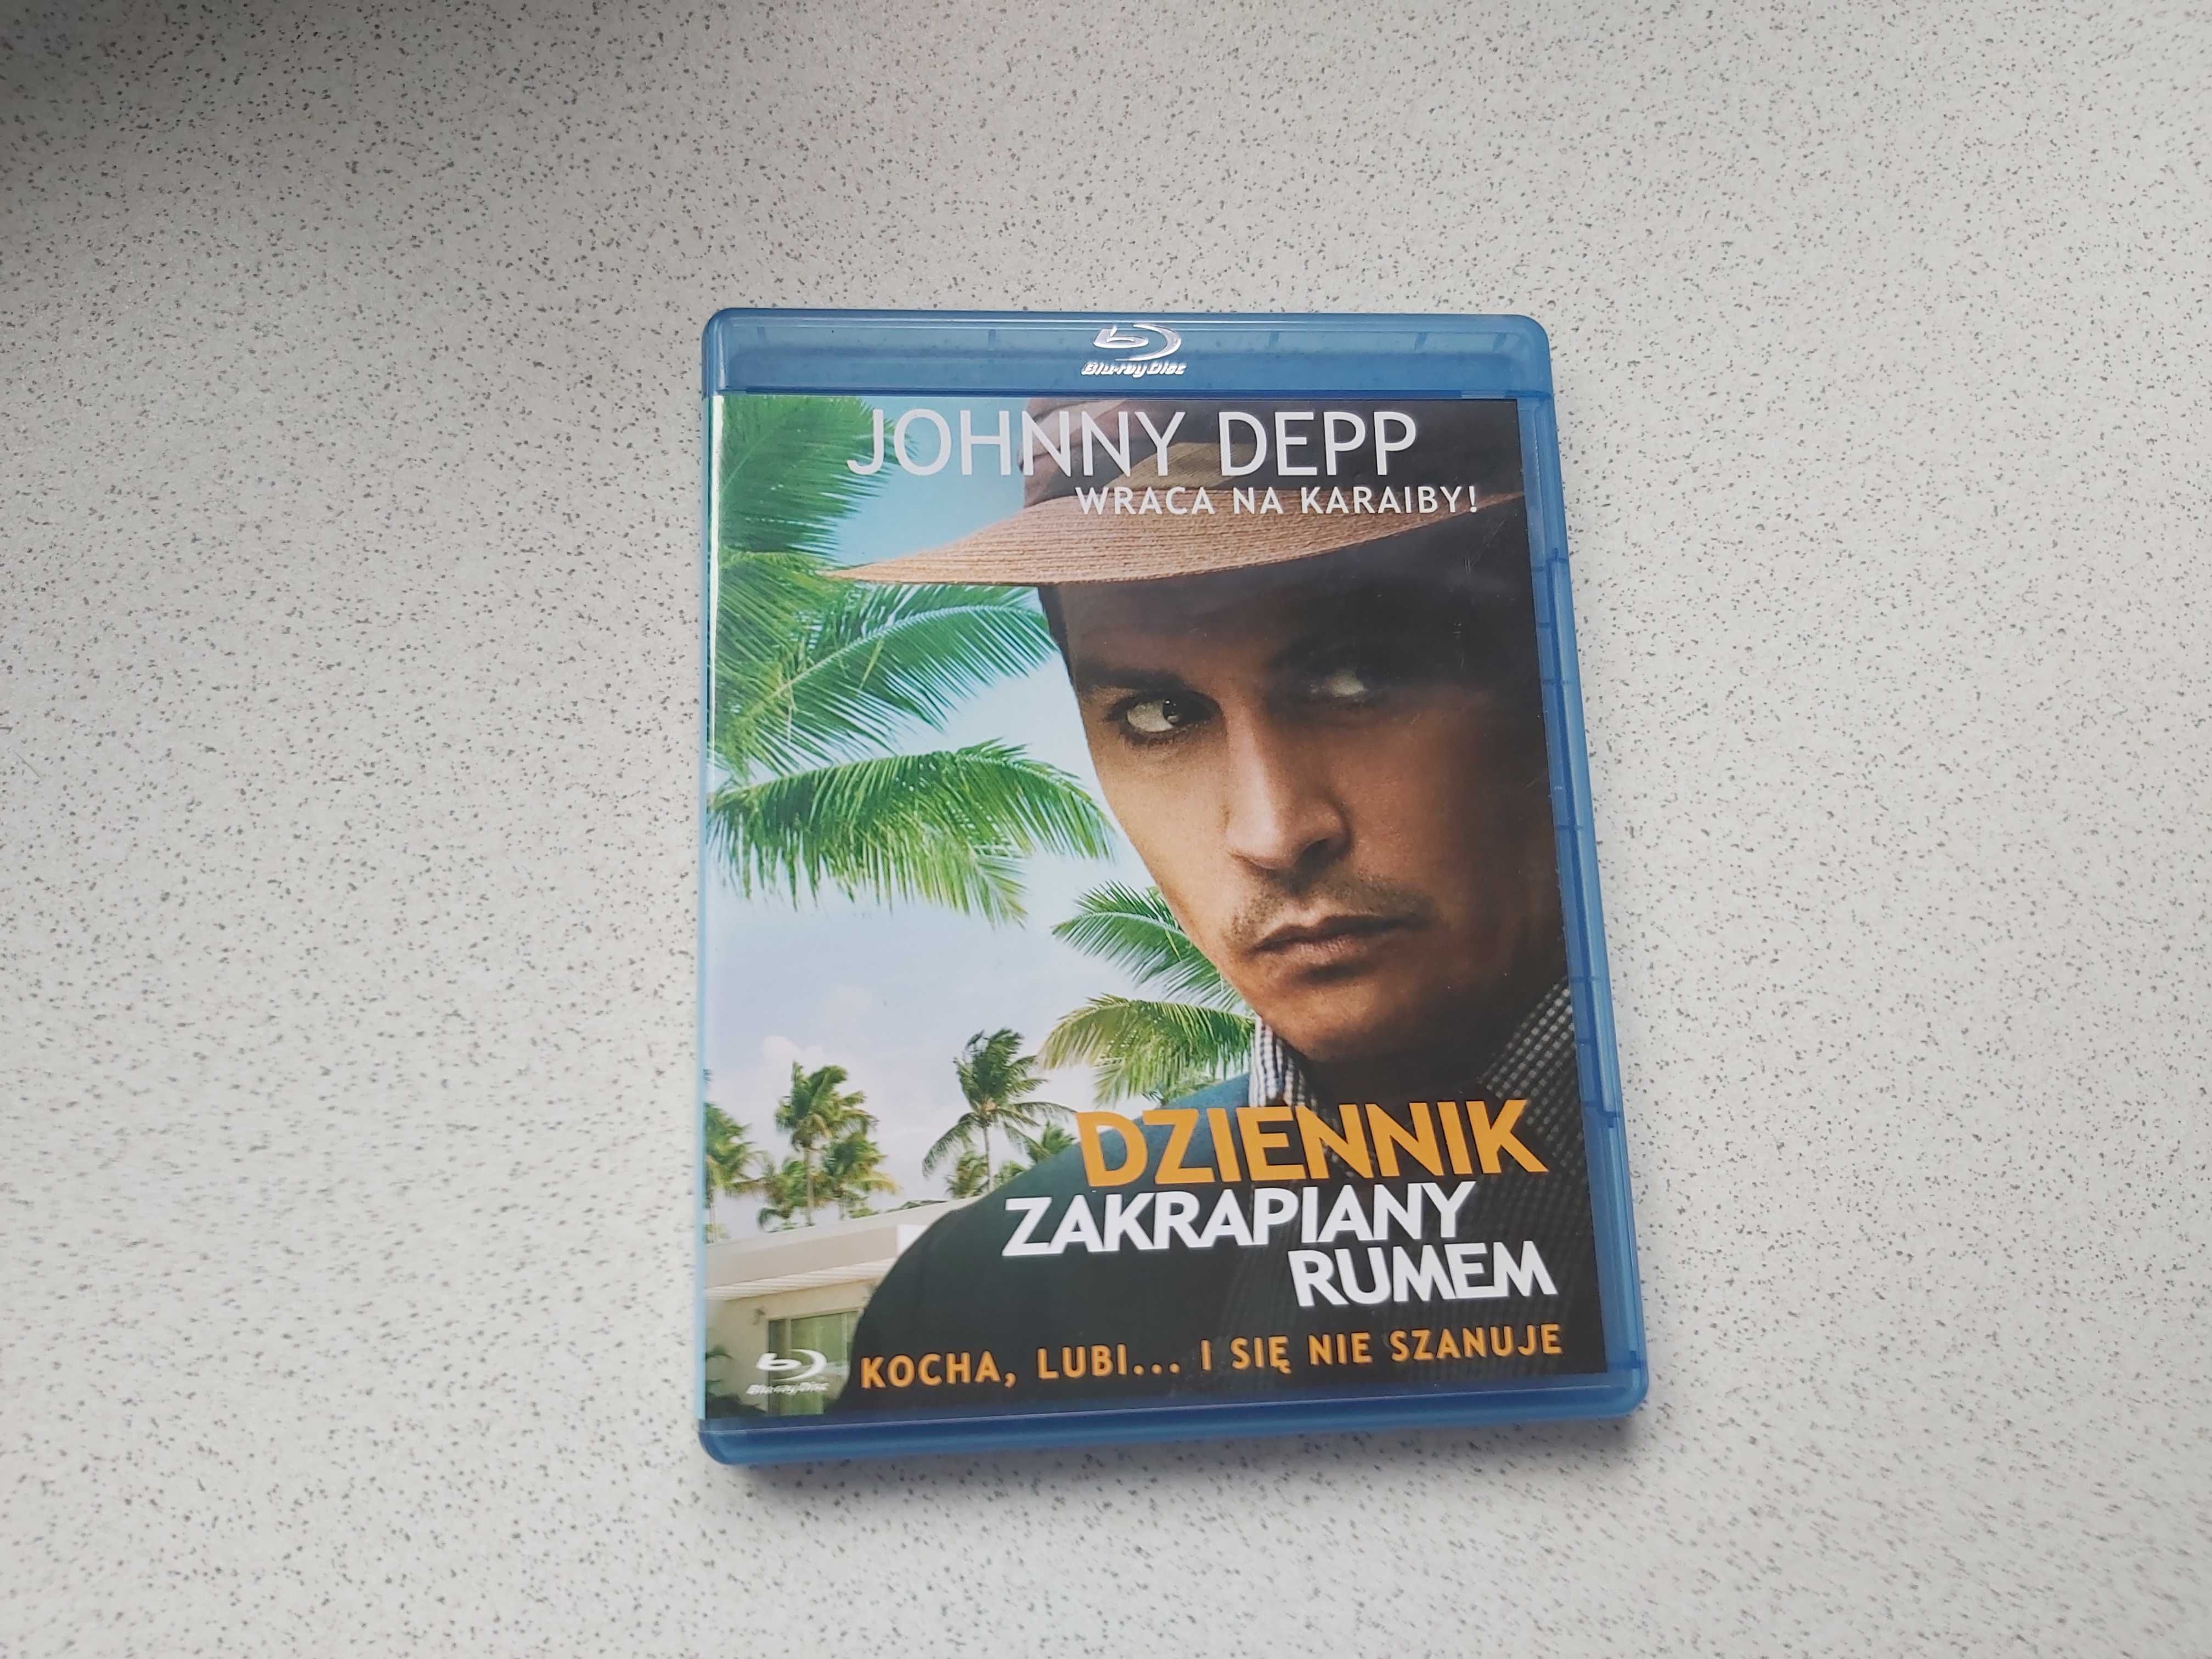 Blu-ray Disc
JOHNNY DEPP
WRACA NA KARAIBY!
DZIENNIK
ZAKRAPIANY
RUMEM
KOCHA, LUBI... I SIĘ NIE SZANUJE
Blu-ray Disc